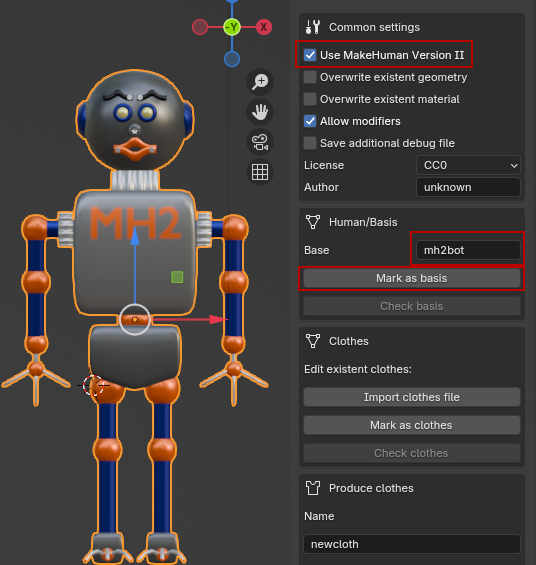 -Y
X
MH2
Common settings
Use MakeHuman Version II
Overwrite existent geometry
Overwrite existent material
Allow modifiers
Save additional debug file
License CC0
Author unknown
Human/Basis
Base mh2bot
Mark as basis
Check basis
Clothes
Edit existent clothes:
Import clothes file
Mark as clothes
Check clothes
Produce clothes
Name
newcloth